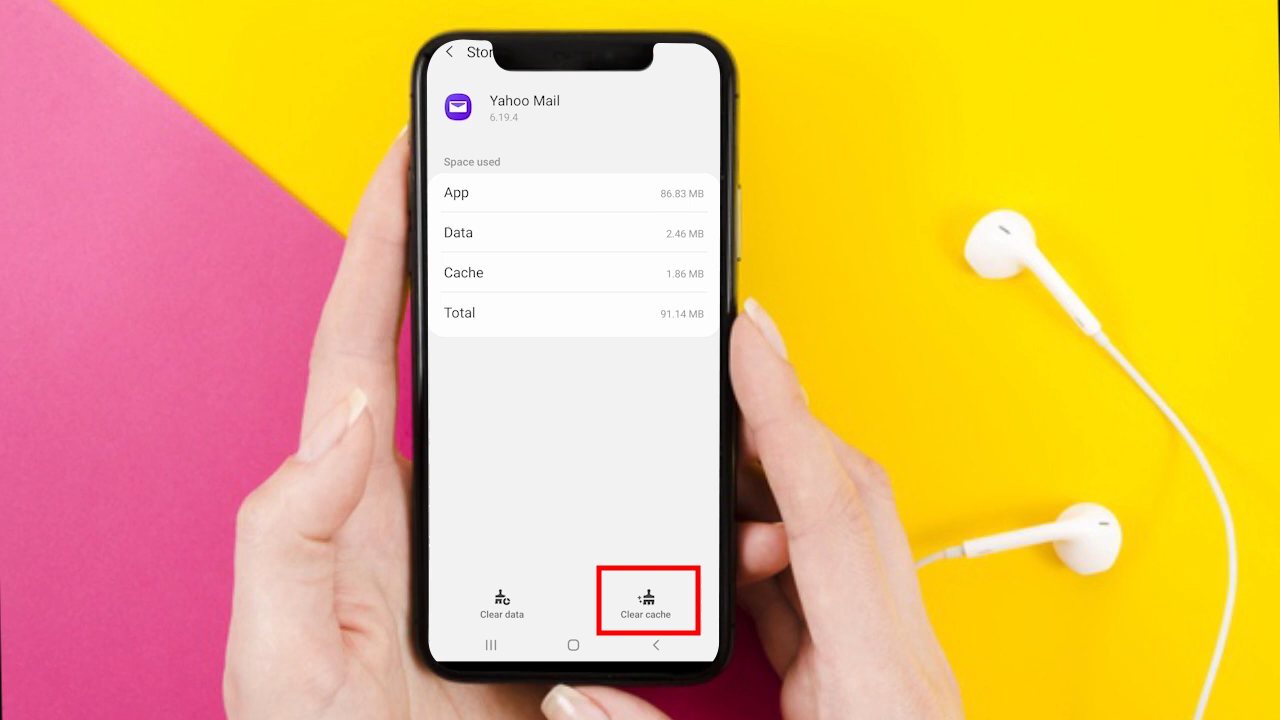 Stor
Yahoo Mail
6.19.4
Space used
App 86.83 MB
Data 2.46 MB
Cache 1.86 MB
Total 91.14 MB
Clear data
Clear cache